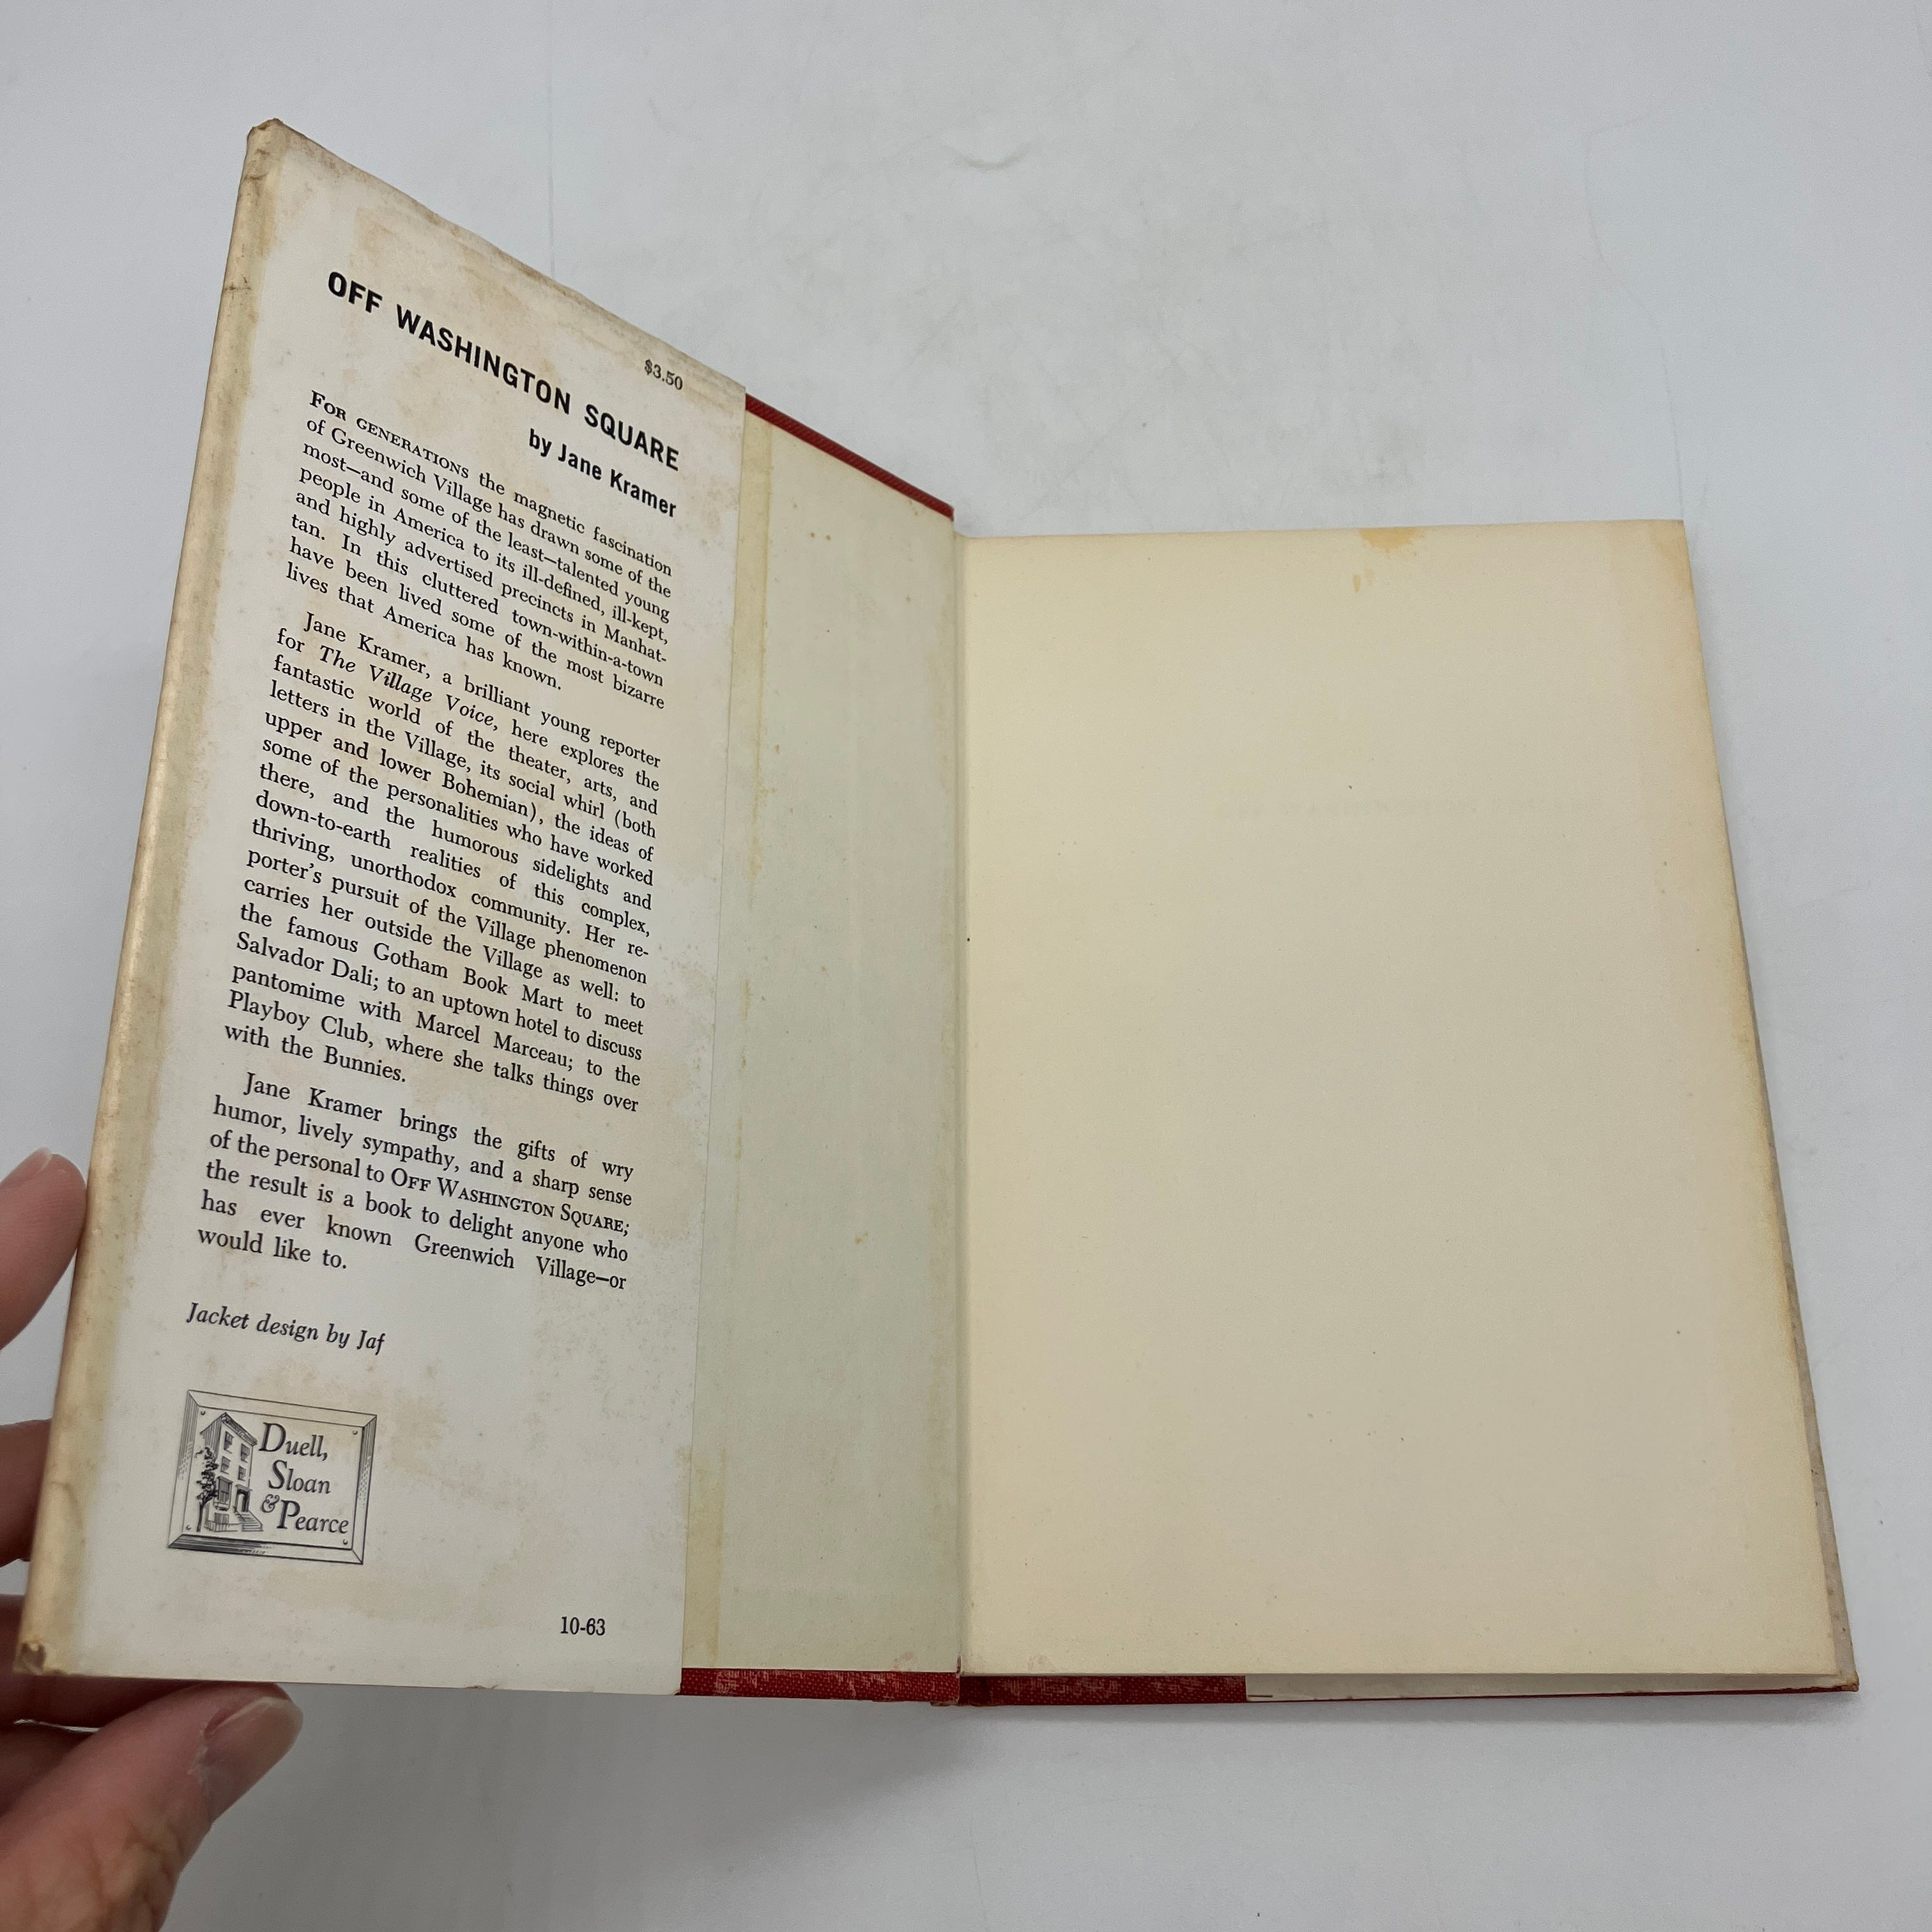 $3.50
OFF WASHINGTON SQUARE
by Jane Kramer
FOR GENERATIONS the magnetic fascination
of Greenwich Village has drawn some of the
most—and some of the least—talented young
people in America to its ill-defined, ill-kept,
and highly advertised precincts in Manhat-
tan. In this cluttered town-within-a-town
have been lived some of the most bizarre
lives that America has known.
Jane Kramer, a brilliant young reporter
for The Village Voice, here explores the
fantastic world of the theater, arts, and
letters in the Village, its social whirl (both
upper and lower Bohemian), the ideas of
some of the personalities who have worked
there, and the humorous sidelights and
down-to-earth realities of this complex,
thriving, unorthodox community. Her re-
porter's pursuit of the Village phenomenon
carries her outside the Village as well: to
the famous Gotham Book Mart to meet
Salvador Dali; to an uptown hotel to discuss
pantomime with Marcel Marceau; to the
Playboy Club, where she talks things over
with the Bunnies.
Jane Kramer brings the gifts of wry
humor, lively sympathy, and a sharp sense
of the personal to OFF WASHINGTON SQUARE;
the result is a book to delight anyone who
has ever known Greenwich Village—or
would like to.
Jacket design by Jaf
Duell,
Sloan
& Pearce
10-63